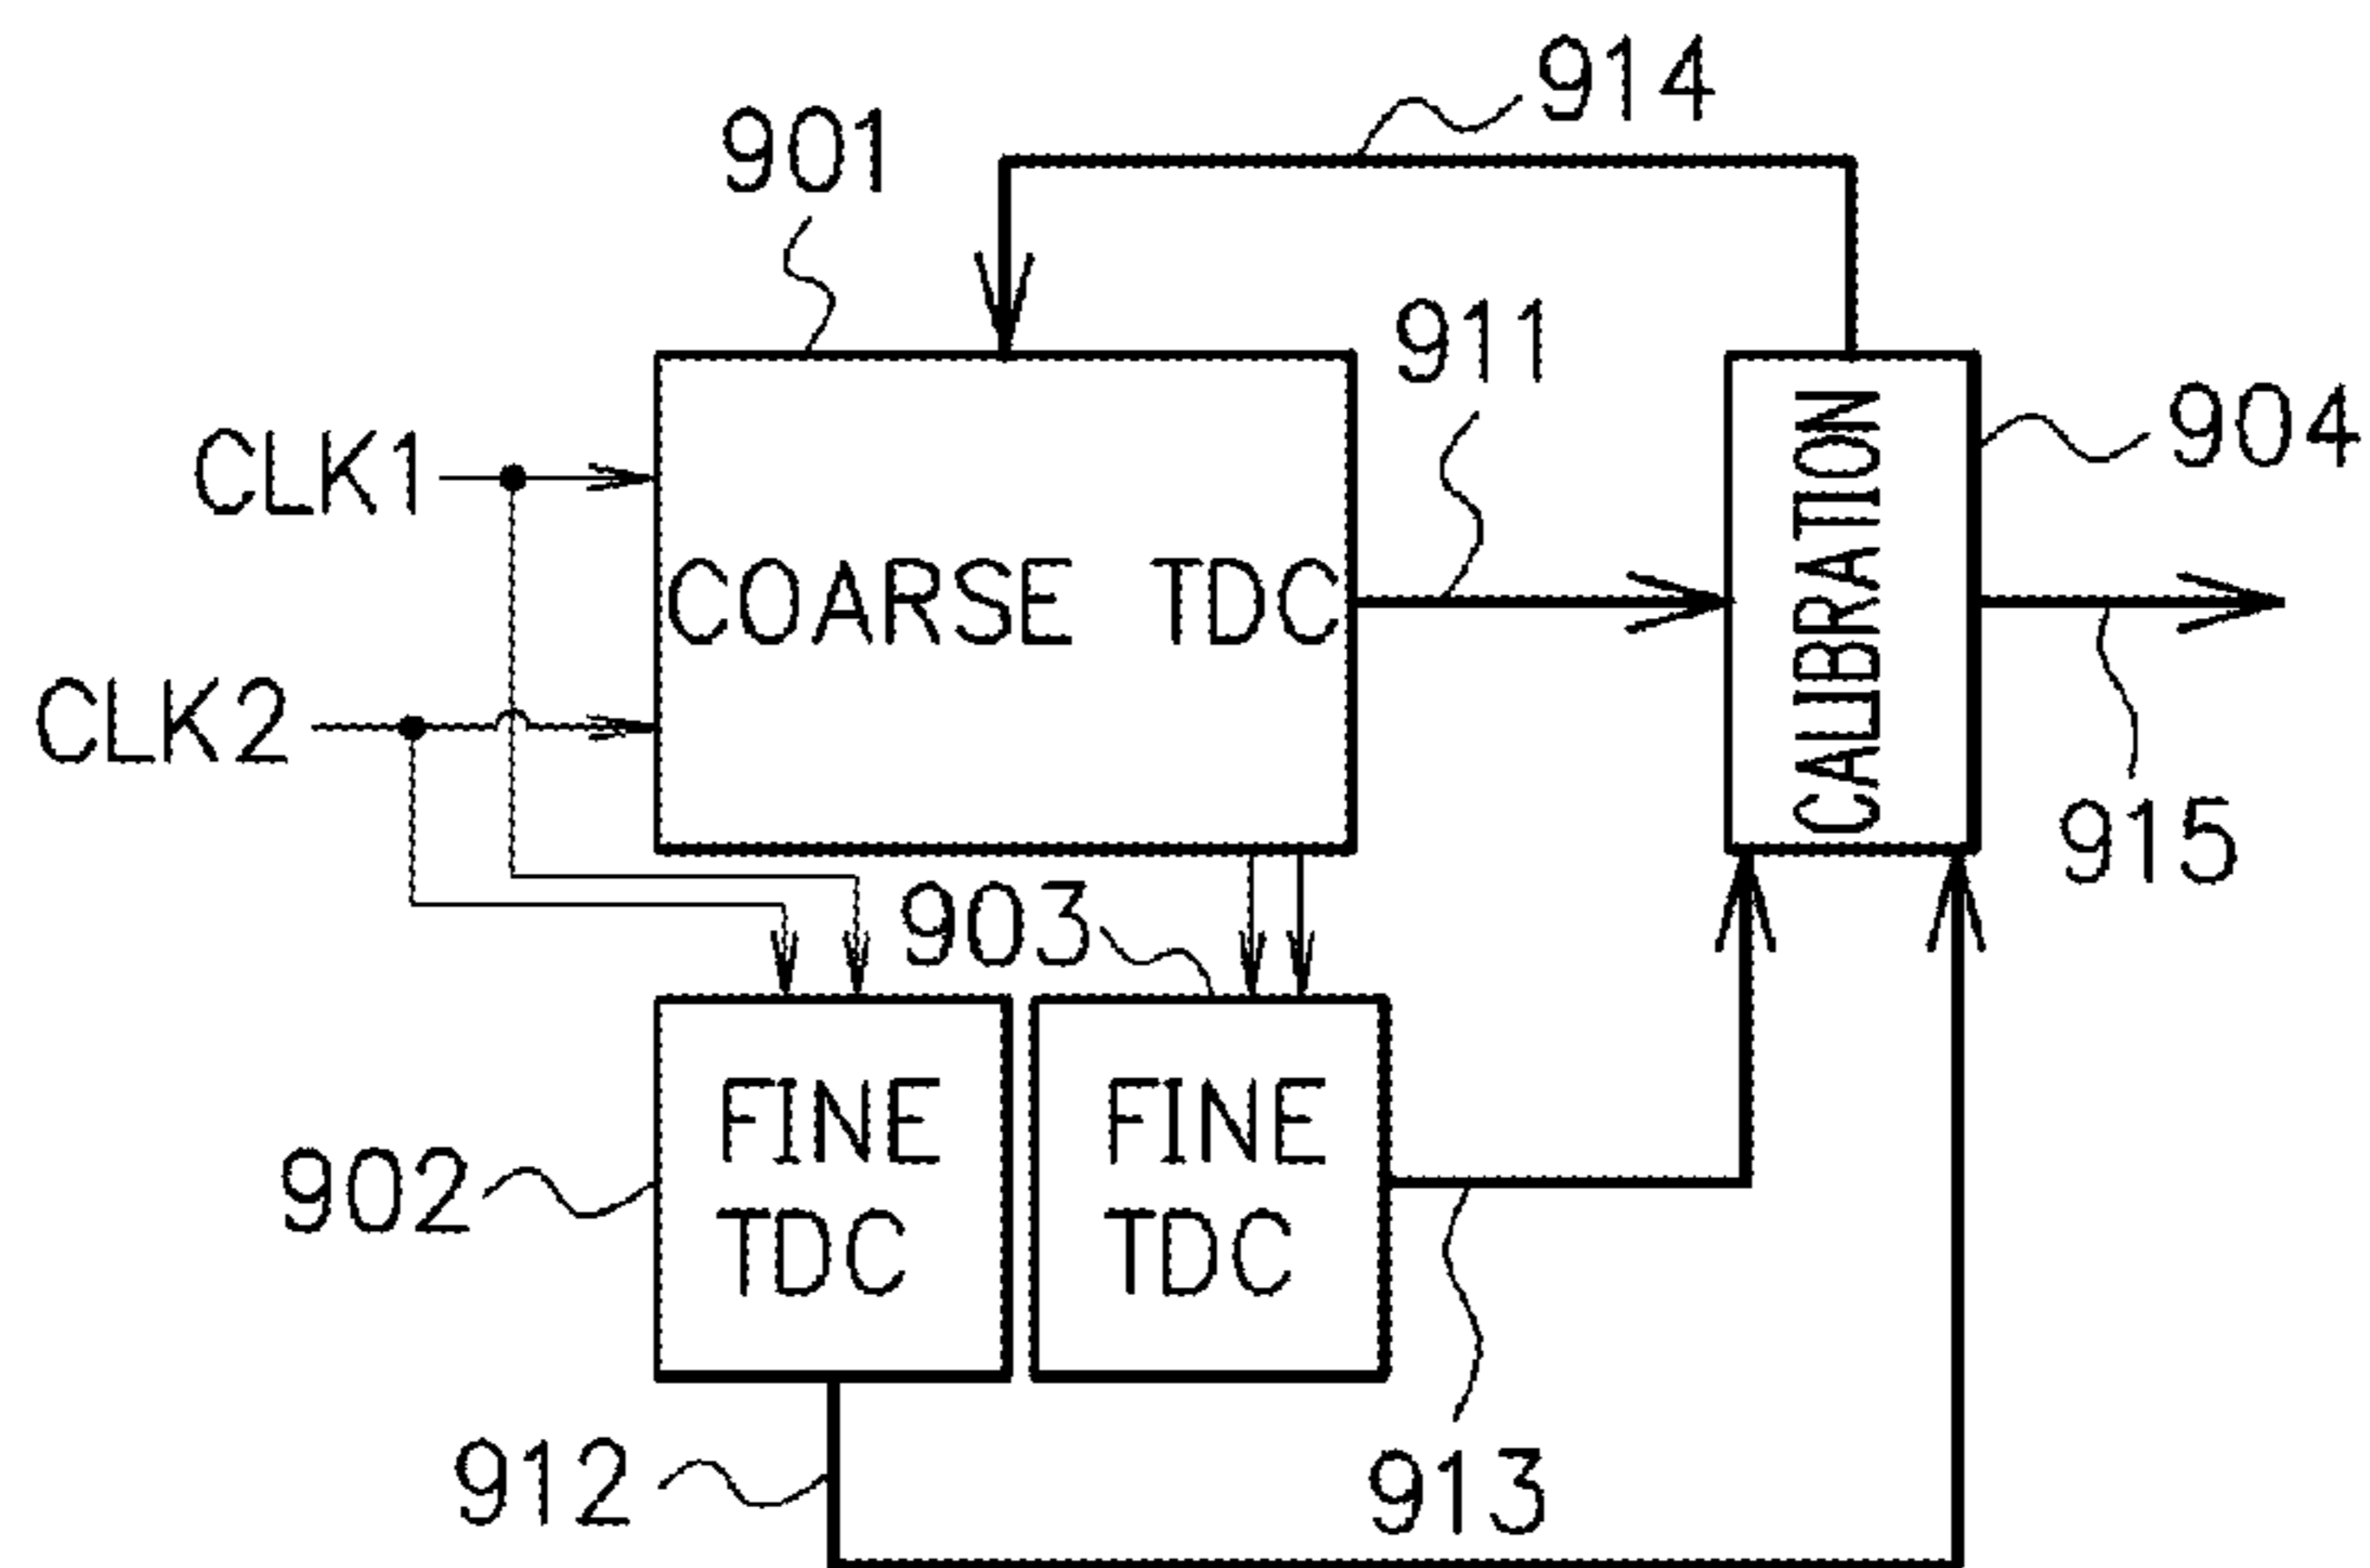 914
901
911
904
CLK1
COARSE TDC
CALIBRATION
CLK2
915
903
FINE
TDC
FINE
TDC
902
912
913